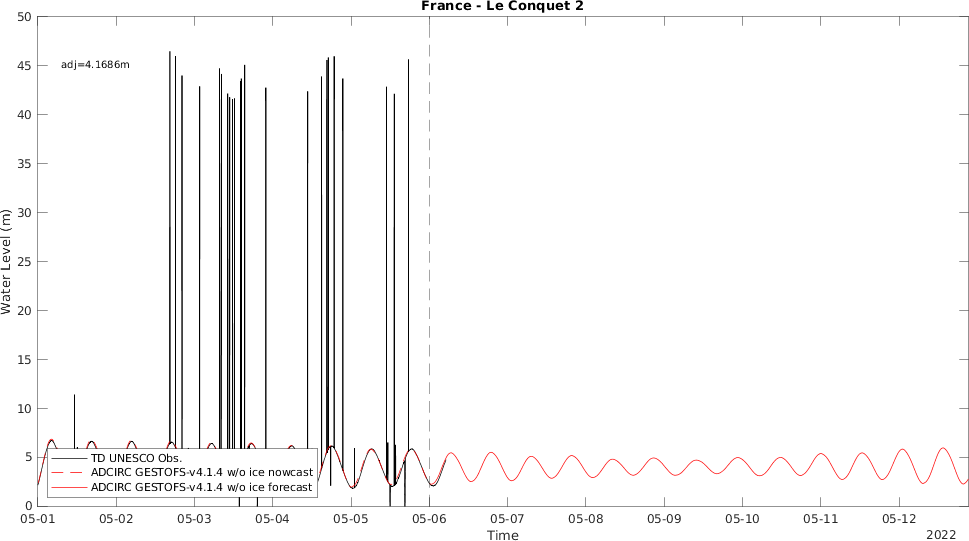 France - Le Conquet 2
50
45
40
35
30
25
20
15
10
5
0
Water Level (m)
adj=4.1686m
TD UNESCO Obs.
ADCIRC GESTOFS-v4.1.4 w/o ice nowcast
ADCIRC GESTOFS-v4.1.4 w/o ice forecast
05-01 05-02 05-03 05-04 05-05 05-06 05-07 05-08 05-09 05-10 05-11 05-12
Time
2022